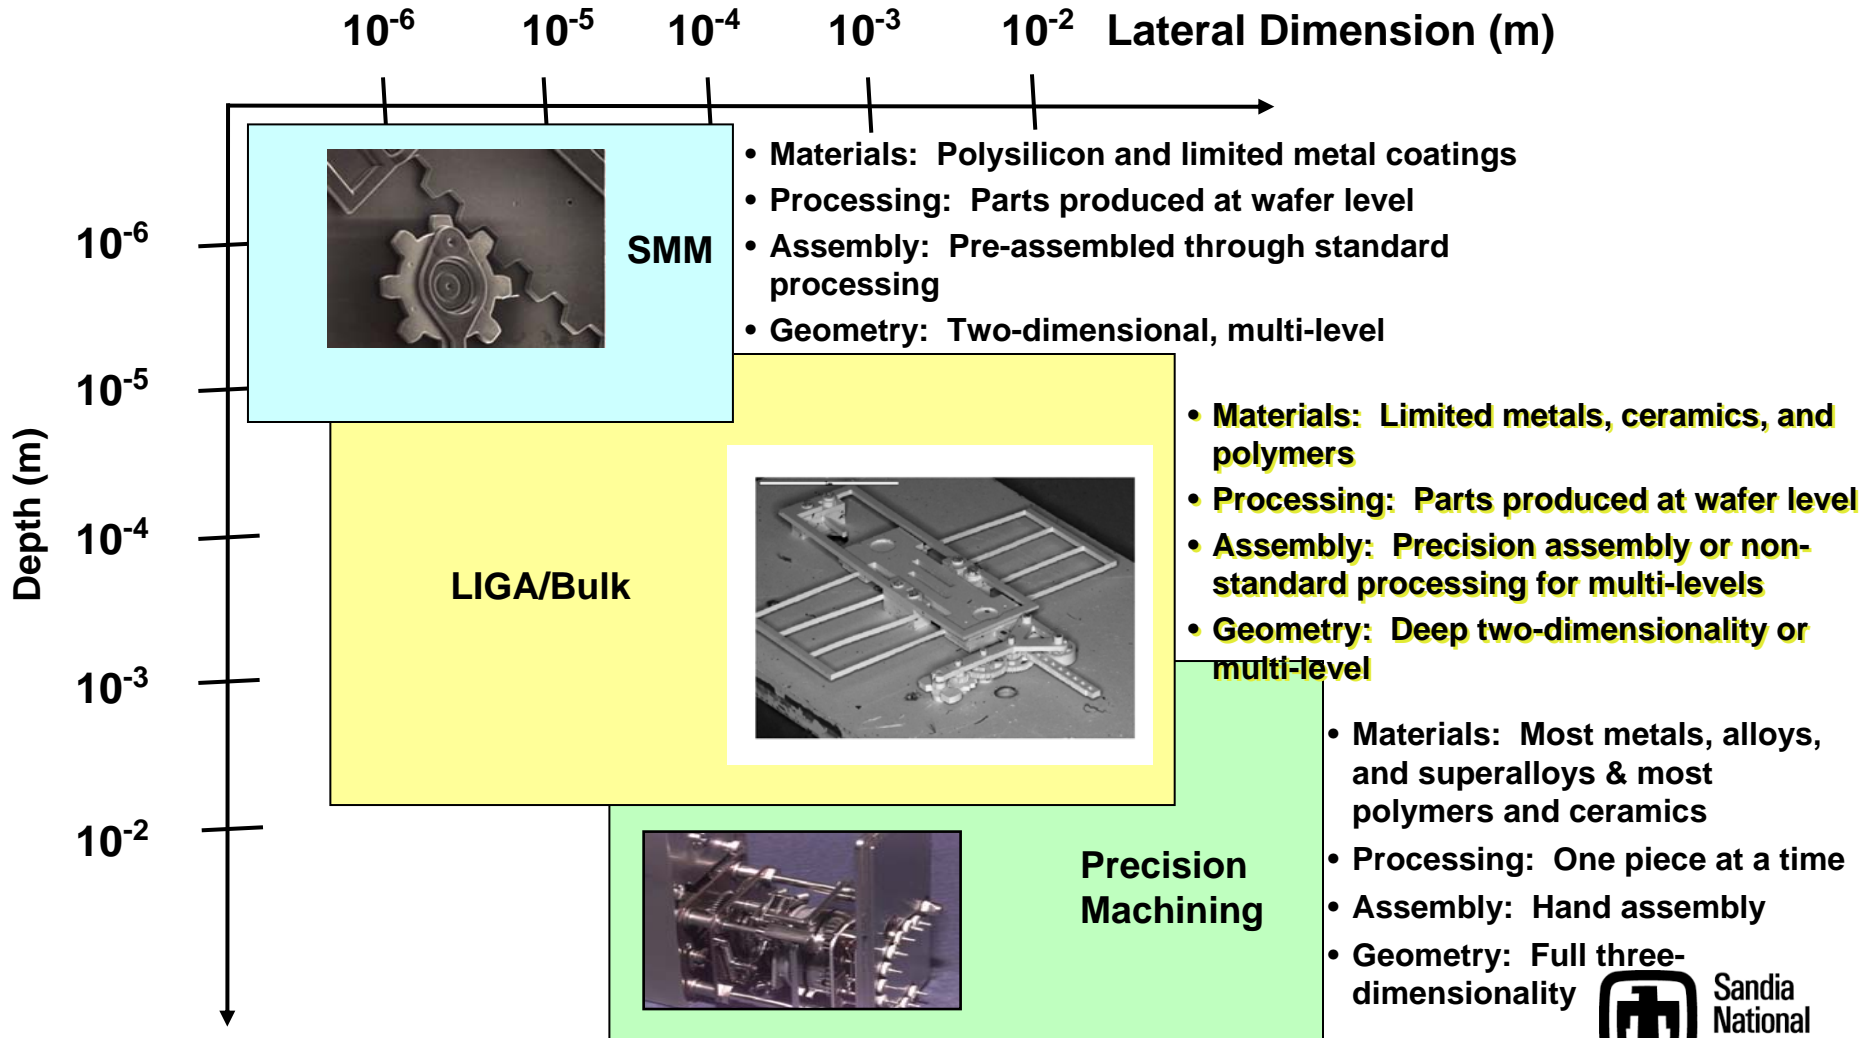 10-6 10-5 10-4 10-3 10-2 Lateral Dimension (m)
• Materials: Polysilicon and limited metal coatings
• Processing: Parts produced at wafer level
• Assembly: Pre-assembled through standard
processing
• Geometry: Two-dimensional, multi-level
SMM
10-6
10-5
10-4
10-3
10-2
Depth (m)
LIGA/Bulk
• Materials: Limited metals, ceramics, and
polymers
• Processing: Parts produced at wafer level
• Assembly: Precision assembly or non-
standard processing for multi-levels
• Geometry: Deep two-dimensionality or
multi-level
Precision
Machining
• Materials: Most metals, alloys,
and superalloys & most
polymers and ceramics
• Processing: One piece at a time
• Assembly: Hand assembly
• Geometry: Full three-
dimensionality
Sandia
National